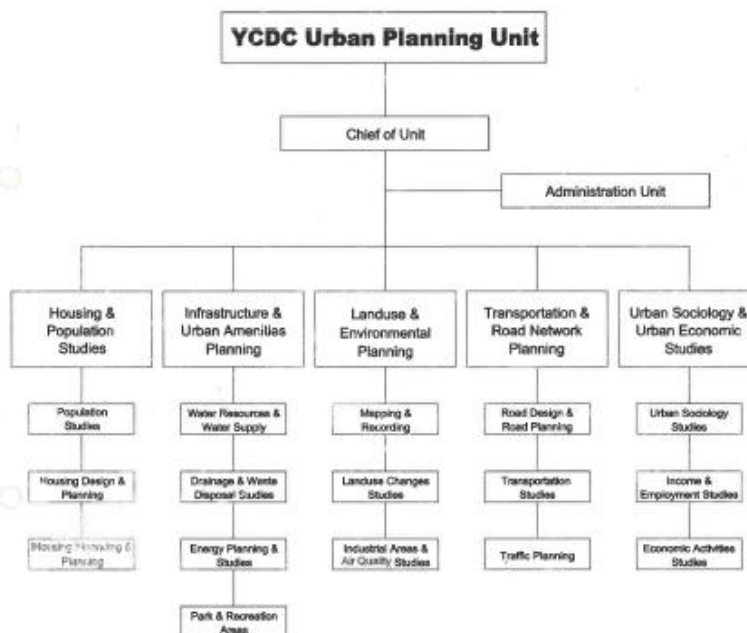 YCDC Urban Planning Unit
Chief of Unit
Administration Unit
Housing &
Population
Studies
Infrastructure &
Urban Amenities
Planning
Landuse &
Environmental
Planning
Transportation &
Road Network
Planning
Urban Sociology &
Urban Economic
Studies
Population
Studies
Water Resources &
Water Supply
Mapping &
Recording
Road Design &
Road Planning
Urban Sociology
Studies
Housing Design &
Planning
Drainage & Waste
Disposal Studies
Landuse Changes
Studies
Transportation
Studies
Income &
Employment Studies
Housing &
Planning
Energy Planning &
Studies
Industrial Areas &
Air Quality Studies
Traffic Planning
Economic Activities
Studies
Park & Recreation
Areas